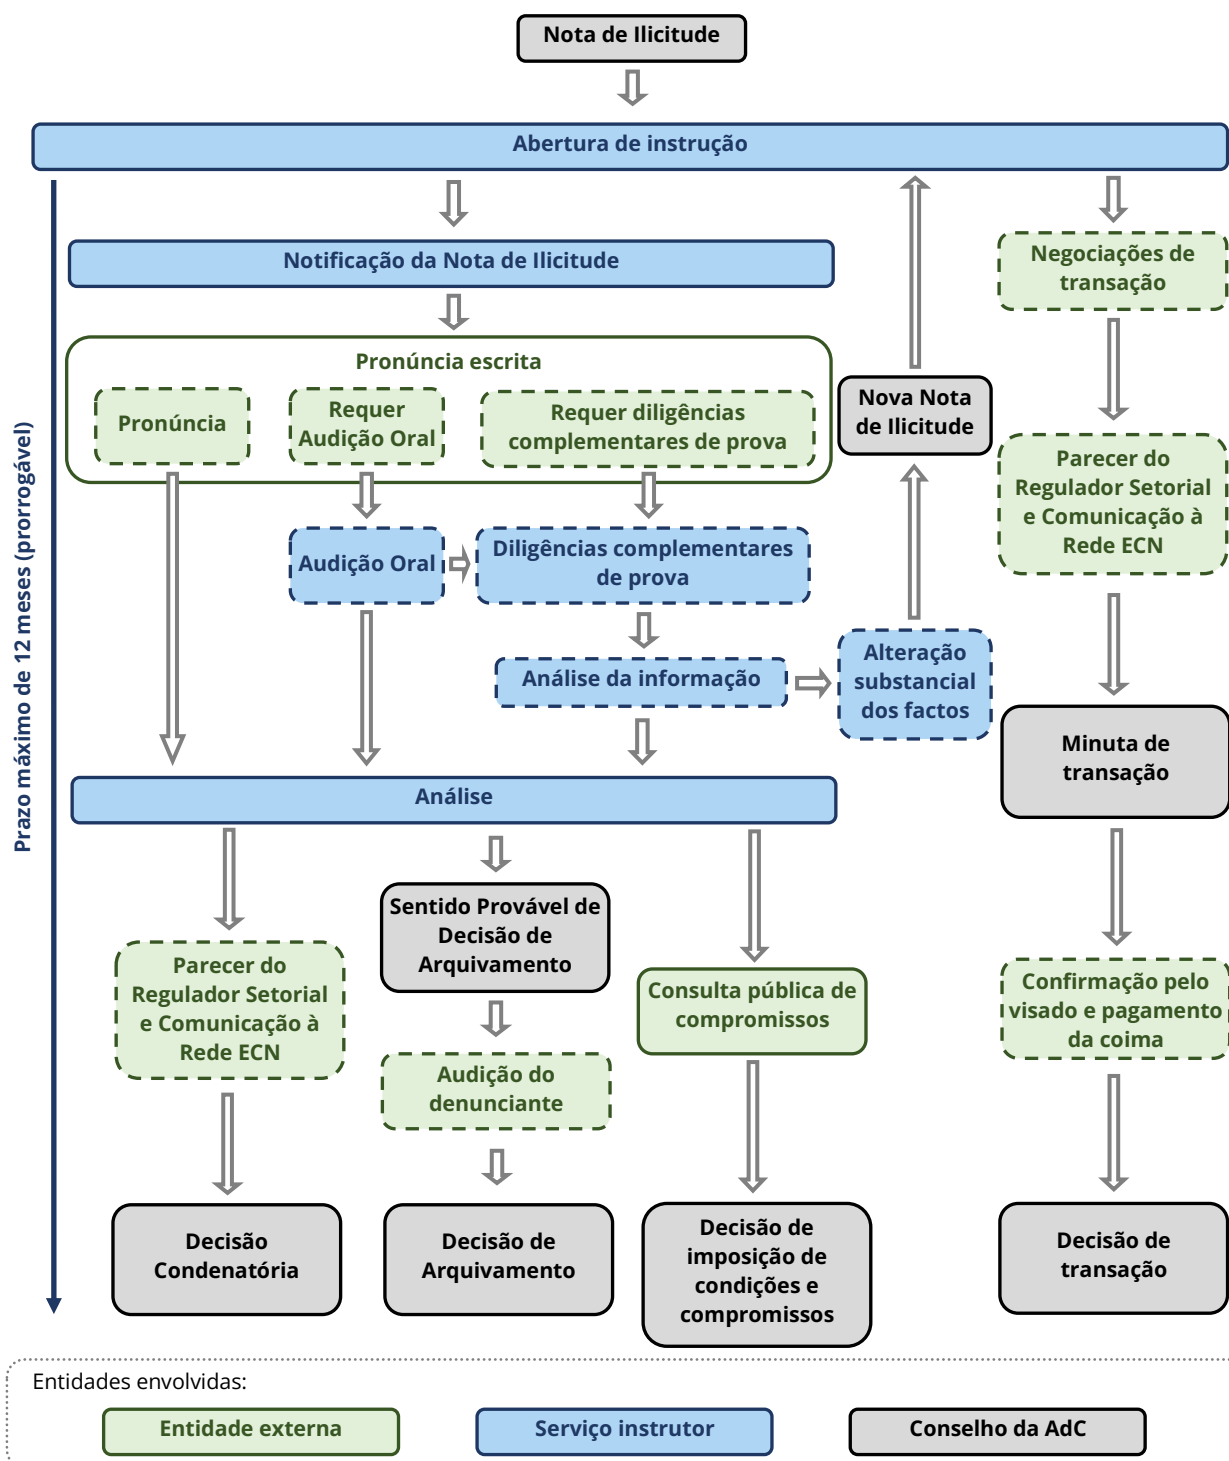 Nota de Ilicitude
Abertura de instrução
Notificação da Nota de Ilicitude
Negociações de
transação
Pronúncia escrita
Pronúncia
Requer
Audição Oral
Requer diligências
complementares de prova
Nova Nota
de Ilicitude
Parecer do
Regulador Setorial
e Comunicação à
Rede ECN
Audição Oral
Diligências complementares
de prova
Análise da informação
Alteração
substancial
dos factos
Minuta de
transação
Prazo máximo de 12 meses (prorrogável)
Análise
Parecer do
Regulador Setorial
e Comunicação à
Rede ECN
Sentido Provável de
Decisão de
Arquivamento
Audição do
denunciante
Consulta pública de
compromissos
Confirmação pelo
visado e pagamento
da coima
Decisão
Condenatória
Decisão de
Arquivamento
Decisão de
imposição de
condições e
compromissos
Decisão de
transação
Entidades envolvidas:
Entidade externa
Serviço instrutor
Conselho da AdC